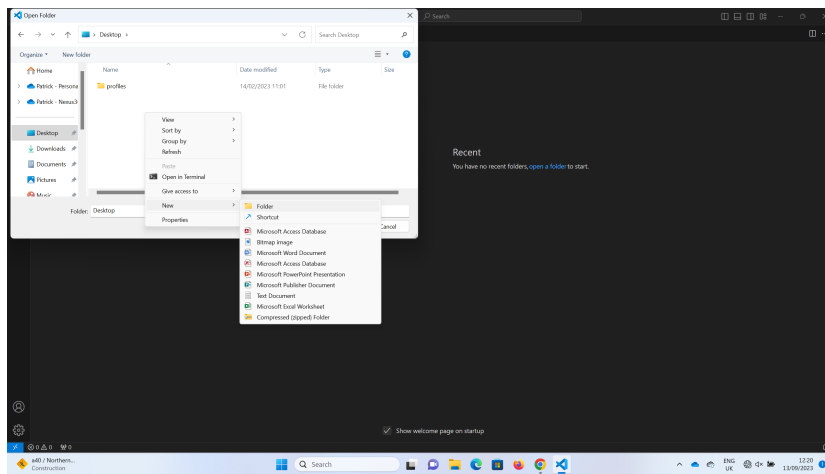 Open Folder
Search
Desktop
Search Desktop
Organize
New folder
Name
Date modified
Type
Size
Home
Patrick - Persona
Patrick - Nexus3
profiles
14/02/2023 11:01
File folder
Desktop
Downloads
Documents
Pictures
Music
View
Sort by
Group by
Refresh
Paste
Open in Terminal
Give access to
New
Properties
Folder: Desktop
Cancel
Folder
Shortcut
Microsoft Access Database
Bitmap image
Microsoft Word Document
Microsoft Access Database
Microsoft PowerPoint Presentation
Microsoft Publisher Document
Text Document
Microsoft Excel Worksheet
Compressed (zipped) Folder
Recent
You have no recent folders, open a folder to start.
Show welcome page on startup
0 0 0
a40 / Northern...
Construction
Search
ENG
UK
12:20
13/09/2023